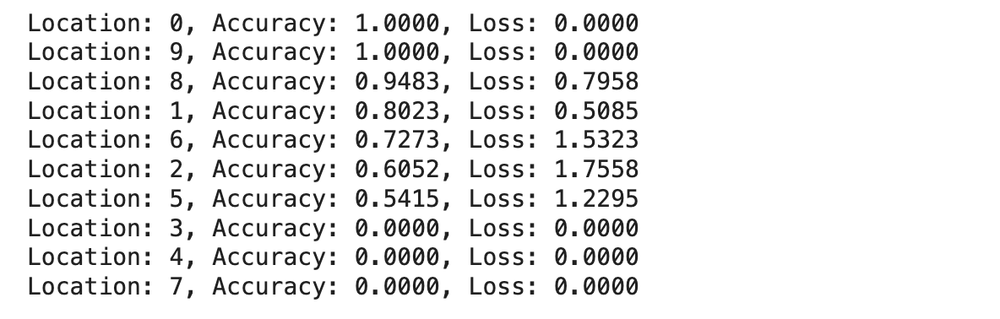 Location: 0, Accuracy: 1.0000, Loss: 0.0000
Location: 9, Accuracy: 1.0000, Loss: 0.0000
Location: 8, Accuracy: 0.9483, Loss: 0.7958
Location: 1, Accuracy: 0.8023, Loss: 0.5085
Location: 6, Accuracy: 0.7273, Loss: 1.5323
Location: 2, Accuracy: 0.6052, Loss: 1.7558
Location: 5, Accuracy: 0.5415, Loss: 1.2295
Location: 3, Accuracy: 0.0000, Loss: 0.0000
Location: 4, Accuracy: 0.0000, Loss: 0.0000
Location: 7, Accuracy: 0.0000, Loss: 0.0000